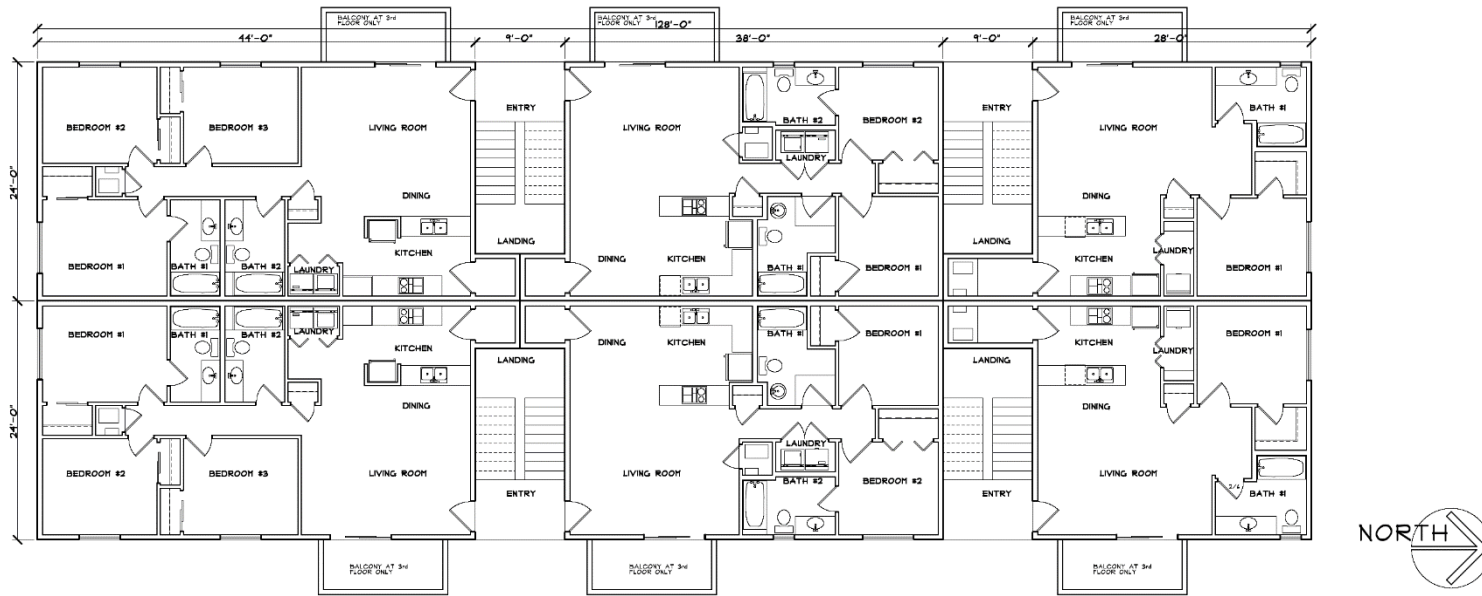 BALCONY AT 3rd
FLOOR ONLY
BALCONY AT 3rd
FLOOR ONLY
BALCONY AT 3rd
FLOOR ONLY
128'-0"
44'-0"
9'-0"
38'-0"
9'-0"
28'-0"
24'-0"
BEDROOM #2
BEDROOM #3
LIVING ROOM
ENTRY
LIVING ROOM
BATH #2
BEDROOM #2
ENTRY
LIVING ROOM
BATH #1
LAUNDRY
DINING
DINING
LANDING
LANDING
KITCHEN
DINING
KITCHEN
KITCHEN
BEDROOM #1
BATH #1
BATH #2
LAUNDRY
BATH #1
BEDROOM #1
LAUNDRY
BEDROOM #1
24'-0"
BEDROOM #1
BATH #1
BATH #2
LAUNDRY
KITCHEN
DINING
KITCHEN
BATH #1
BEDROOM #1
KITCHEN
LAUNDRY
BEDROOM #1
LANDING
LANDING
DINING
DINING
LAUNDRY
BEDROOM #2
BEDROOM #3
LIVING ROOM
LIVING ROOM
LIVING ROOM
ENTRY
BATH #2
BEDROOM #2
ENTRY
2/6
BATH #1
BALCONY AT 3rd
FLOOR ONLY
BALCONY AT 3rd
FLOOR ONLY
BALCONY AT 3rd
FLOOR ONLY
NORTH